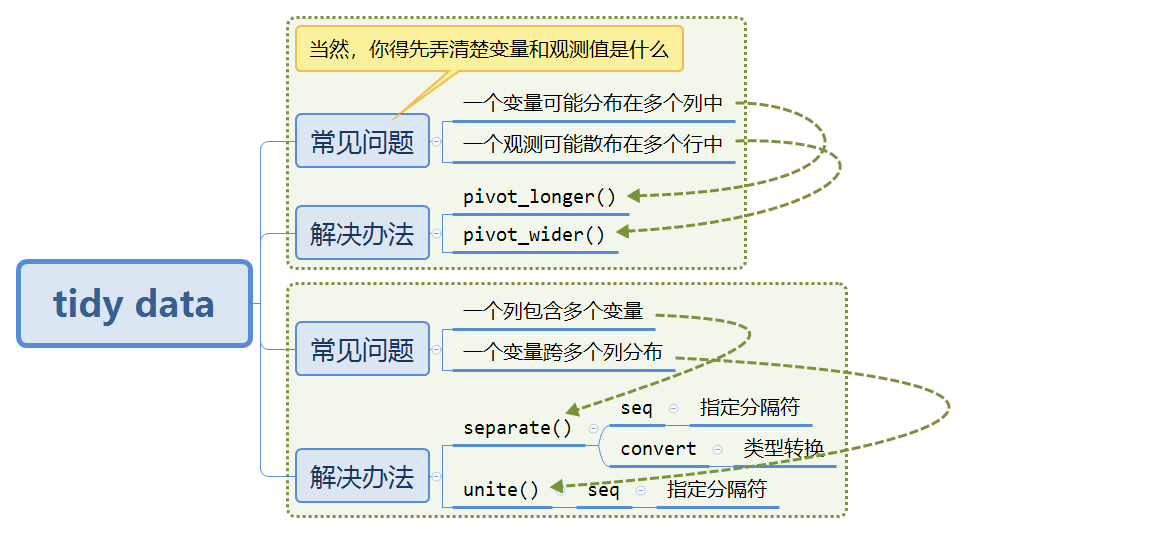 当然，你得先弄清楚变量和观测值是什么
常见问题
一个变量可能分布在多个列中
一个观测可能散布在多个行中
解决办法
pivot_longer()
pivot_wider()
tidy data
常见问题
一个列包含多个变量
一个变量跨多个列分布
解决办法
separate()
seq
指定分隔符
convert
类型转换
unite()
seq
指定分隔符